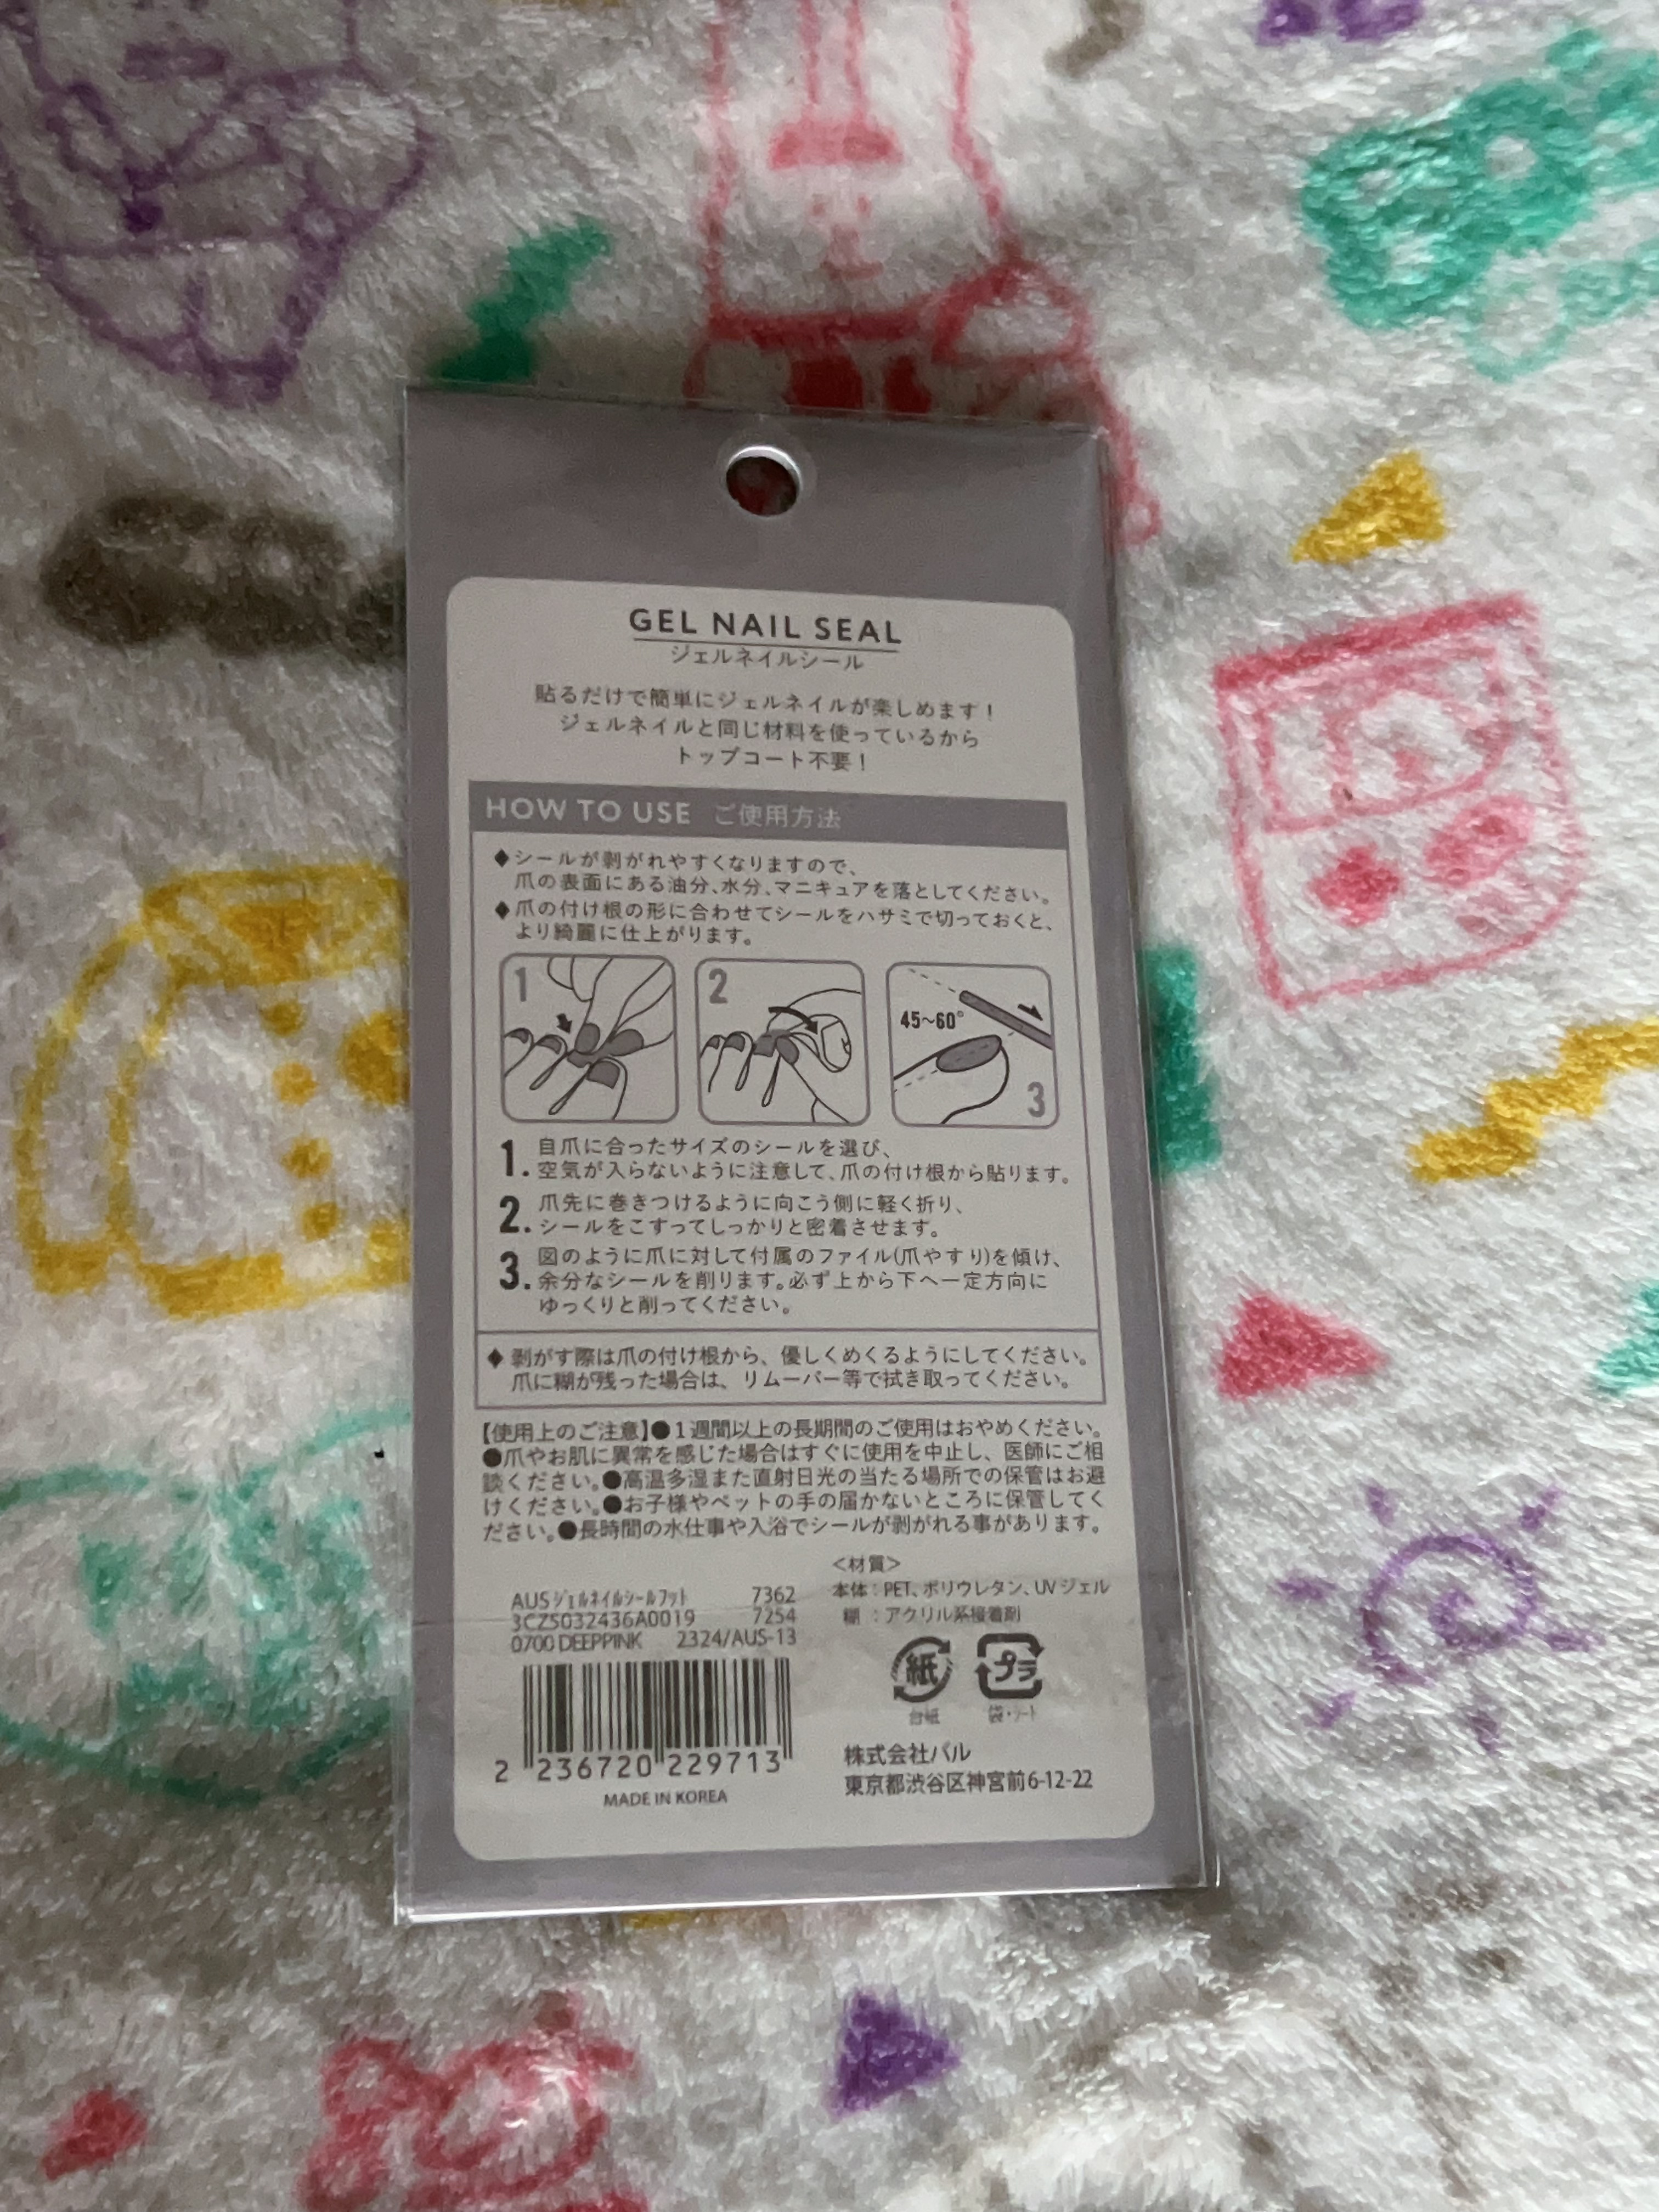 GEL NAIL SEAL
ジェルネイルシール
貼るだけで簡単にジェルネイルが楽しめます！
ジェルネイルと同じ材料を使っているから
トップコート不要！
HOW TO USE ご使用方法
◆シールが剥がれやすくなりますので、
爪の表面にある油分、水分、マニキュアを落としてください。
◆爪の付け根の形に合わせてシールをハサミで切っておくと、
より綺麗に仕上がります。
1
2
45~60°
3
1. 自爪に合ったサイズのシールを選び、
空気が入らないように注意して、爪の付け根から貼ります。
2. 爪先に巻きつけるように向こう側に軽く折り、
シールをこすってしっかりと密着させます。
3. 図のように爪に対して付属のファイル(爪やすり)を傾け、
余分なシールを削ります。必ず上から下へ一定方向に
ゆっくりと削ってください。
◆剥がす際は爪の付け根から、優しくめくるようにしてください。
爪に糊が残った場合は、リムーバー等で拭き取ってください。
【使用上のご注意】●1週間以上の長期間のご使用はおやめください。
●爪やお肌に異常を感じた場合はすぐに使用を中止し、医師にご相
談ください。●高温多湿また直射日光の当たる場所での保管はお避
けください。●お子様やペットの手の届かないところに保管してく
ださい。●長時間の水仕事や入浴でシールが剥がれる事があります。
<材質>
本体：PET、ポリウレタン、UVジェル
糊　：アクリル系接着剤
AUSｼﾞｪﾙﾈｲﾙｼｰﾙﾌｯﾄ 7362
3CZS032436A0019 7254
0700 DEEPPINK 2324/AUS-13
紙 プラ
台紙 袋・シート
2 236720 229713
MADE IN KOREA
株式会社パル
東京都渋谷区神宮前6-12-22